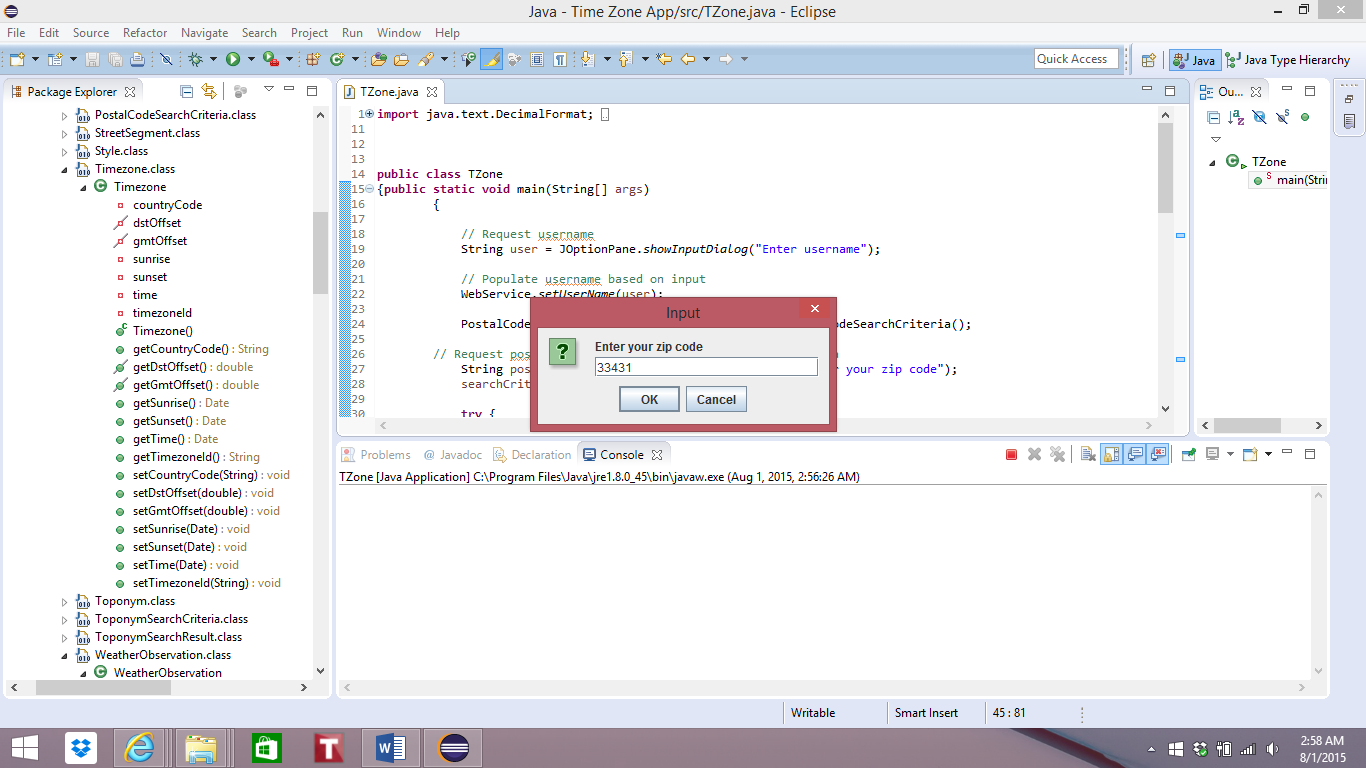 Java - Time Zone App/src/TZone.java - Eclipse
File Edit Source Refactor Navigate Search Project Run Window Help
Quick Access
Java
Java Type Hierarchy
Package Explorer
PostalCodeSearchCriteria.class
StreetSegment.class
Style.class
Timezone.class
Timezone
countryCode
dstOffset
gmtOffset
sunrise
sunset
time
timezoneId
Timezone()
getCountryCode() : String
getDstOffset() : double
getGmtOffset() : double
getSunrise() : Date
getSunset() : Date
getTime() : Date
getTimezoneId() : String
setCountryCode(String) : void
setDstOffset(double) : void
setGmtOffset(double) : void
setSunrise(Date) : void
setSunset(Date) : void
setTime(Date) : void
setTimezoneId(String) : void
Toponym.class
ToponymSearchCriteria.class
ToponymSearchResult.class
WeatherObservation.class
WeatherObservation
TZone.java
1 import java.text.DecimalFormat;
11
12
13
14 public class TZone
15 {public static void main(String[] args)
16 {
17
18 // Request username
19 String user = JOptionPane.showInputDialog("Enter username");
20
21 // Populate username based on input
22 WebService.setUserName(user);
23
24 PostalCod odeSearchCriteria();
25
26 // Request pos
27 String pos r your zip code");
28 searchCrit
29
30 try {
Input
Enter your zip code
33431
OK Cancel
Ou...
TZone
main(Stri
Problems @ Javadoc Declaration Console
TZone [Java Application] C:\Program Files\Java\jre1.8.0_45\bin\javaw.exe (Aug 1, 2015, 2:56:26 AM)
Writable Smart Insert 45 : 81
2:58 AM
8/1/2015